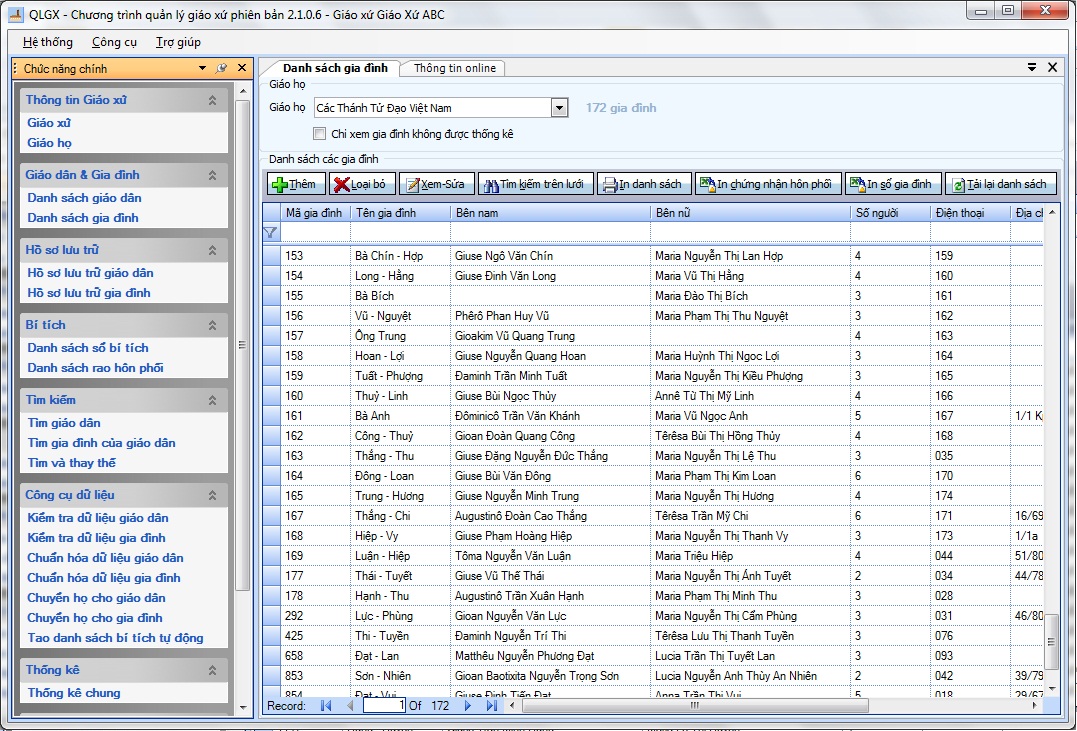 QLGX - Chương trình quản lý giáo xứ phiên bản 2.1.0.6 - Giáo xứ Giáo Xứ ABC
Hệ thống Công cụ Trợ giúp
Chức năng chính
Thông tin Giáo xứ
Giáo xứ
Giáo họ
Giáo dân & Gia đình
Danh sách giáo dân
Danh sách gia đình
Hồ sơ lưu trữ
Hồ sơ lưu trữ giáo dân
Hồ sơ lưu trữ gia đình
Bí tích
Danh sách sổ bí tích
Danh sách rao hôn phối
Tìm kiếm
Tìm giáo dân
Tìm gia đình của giáo dân
Tìm và thay thế
Công cụ dữ liệu
Kiểm tra dữ liệu giáo dân
Kiểm tra dữ liệu gia đình
Chuẩn hóa dữ liệu giáo dân
Chuẩn hóa dữ liệu gia đình
Chuyển họ cho giáo dân
Chuyển họ cho gia đình
Tao danh sách bí tích tự động
Thống kê
Thống kê chung
Danh sách gia đình Thông tin online
Giáo họ
Giáo họ Các Thánh Tử Đạo Việt Nam 172 gia đình
Chỉ xem gia đình không được thống kê
Danh sách các gia đình
Thêm Loại bỏ Xem-Sửa Tìm kiếm trên lưới In danh sách In chứng nhận hôn phối In sổ gia đình Tải lại danh sách
Mã gia đình Tên gia đình Bên nam Bên nữ Số người Điện thoại Địa c
153 Bà Chín - Hợp Giuse Ngô Văn Chín Maria Nguyễn Thị Lan Hợp 4 159
154 Long - Hằng Giuse Đinh Văn Long Maria Vũ Thị Hằng 4 160
155 Bà Bích Maria Đào Thị Bích 3 161
156 Vũ - Nguyệt Phêrô Phan Huy Vũ Maria Phạm Thị Thu Nguyệt 3 162
157 Ông Trung Gioakim Vũ Quang Trung 4 163
158 Hoan - Lợi Giuse Nguyễn Quang Hoan Maria Huỳnh Thị Ngọc Lợi 3 164
159 Tuất - Phượng Đaminh Trần Minh Tuất Maria Nguyễn Thị Kiều Phượng 3 165
160 Thuỷ - Linh Giuse Bùi Ngọc Thủy Annê Từ Thị Mỹ Linh 4 166
161 Bà Anh Đôminicô Trần Văn Khánh Maria Vũ Ngọc Anh 5 167 1/1 K
162 Công - Thuỷ Gioan Đoàn Quang Công Têrêsa Bùi Thị Hồng Thủy 4 168
163 Thắng - Thu Giuse Đặng Nguyễn Đức Thắng Maria Nguyễn Thị Lệ Thu 3 035
164 Đông - Loan Giuse Bùi Văn Đông Maria Phạm Thị Kim Loan 6 170
165 Trung - Hương Giuse Nguyễn Minh Trung Maria Nguyễn Thị Hương 4 174
167 Thắng - Chi Augustinô Đoàn Cao Thắng Têrêsa Trần Mỹ Chi 6 171 16/69
168 Hiệp - Vy Giuse Phạm Hoàng Hiệp Maria Nguyễn Thị Thanh Vy 3 173 1/1a
169 Luận - Hiệp Tôma Nguyễn Văn Luận Maria Triệu Hiệp 4 044 51/80
177 Thái - Tuyết Giuse Vũ Thế Thái Maria Nguyễn Thị Ánh Tuyết 2 034 44/78
178 Hạnh - Thu Augustinô Trần Xuân Hạnh Maria Phạm Thị Minh Thu 3 028
292 Lực - Phùng Gioan Nguyễn Văn Lực Maria Nguyễn Thị Cẩm Phùng 3 031 46/80
425 Thi - Tuyền Đaminh Nguyễn Trí Thi Têrêsa Lưu Thị Thanh Tuyền 3 076
658 Đạt - Lan Matthêu Nguyễn Phương Đạt Lucia Trần Thị Tuyết Lan 3 093
853 Sơn - Nhiên Gioan Baotixita Nguyễn Trọng Sơn Lucia Nguyễn Anh Thùy An Nhiên 2 042 39/79
854 Đạt - Vui Giuse Đinh Tiến Đạt Anna Trần Thị Vui 5 018 29/67
Record: 1 Of 172